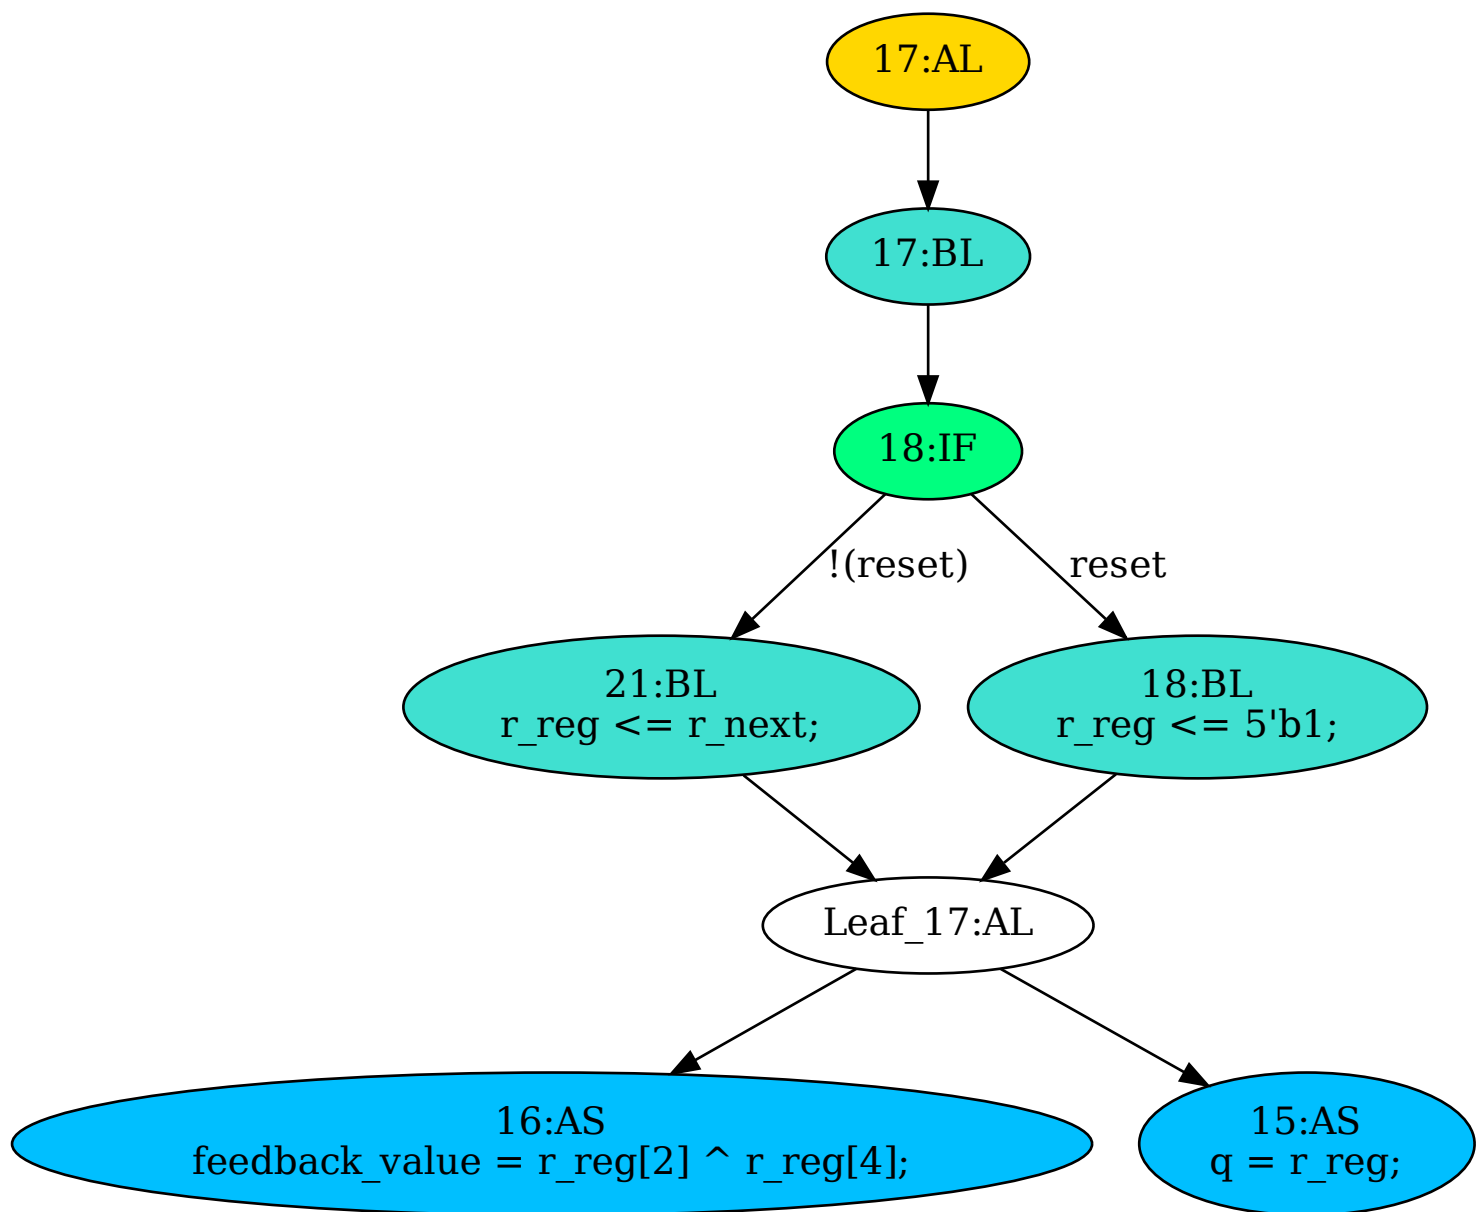 17:AL
17:BL
18:IF
!(reset)
reset
21:BL
r_reg <= r_next;
18:BL
r_reg <= 5'b1;
Leaf_17:AL
16:AS
feedback_value = r_reg[2] ^ r_reg[4];
15:AS
q = r_reg;